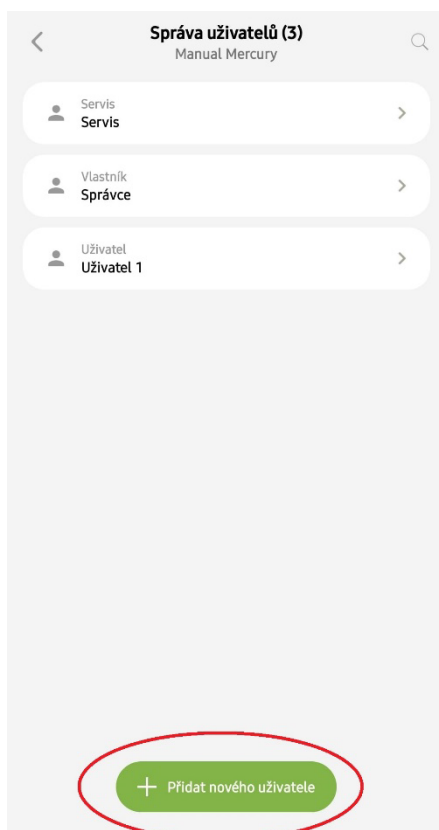 Správa uživatelů (3)
Manual Mercury
Servis
Servis
Vlastník
Správce
Uživatel
Uživatel 1
Přidat nového uživatele